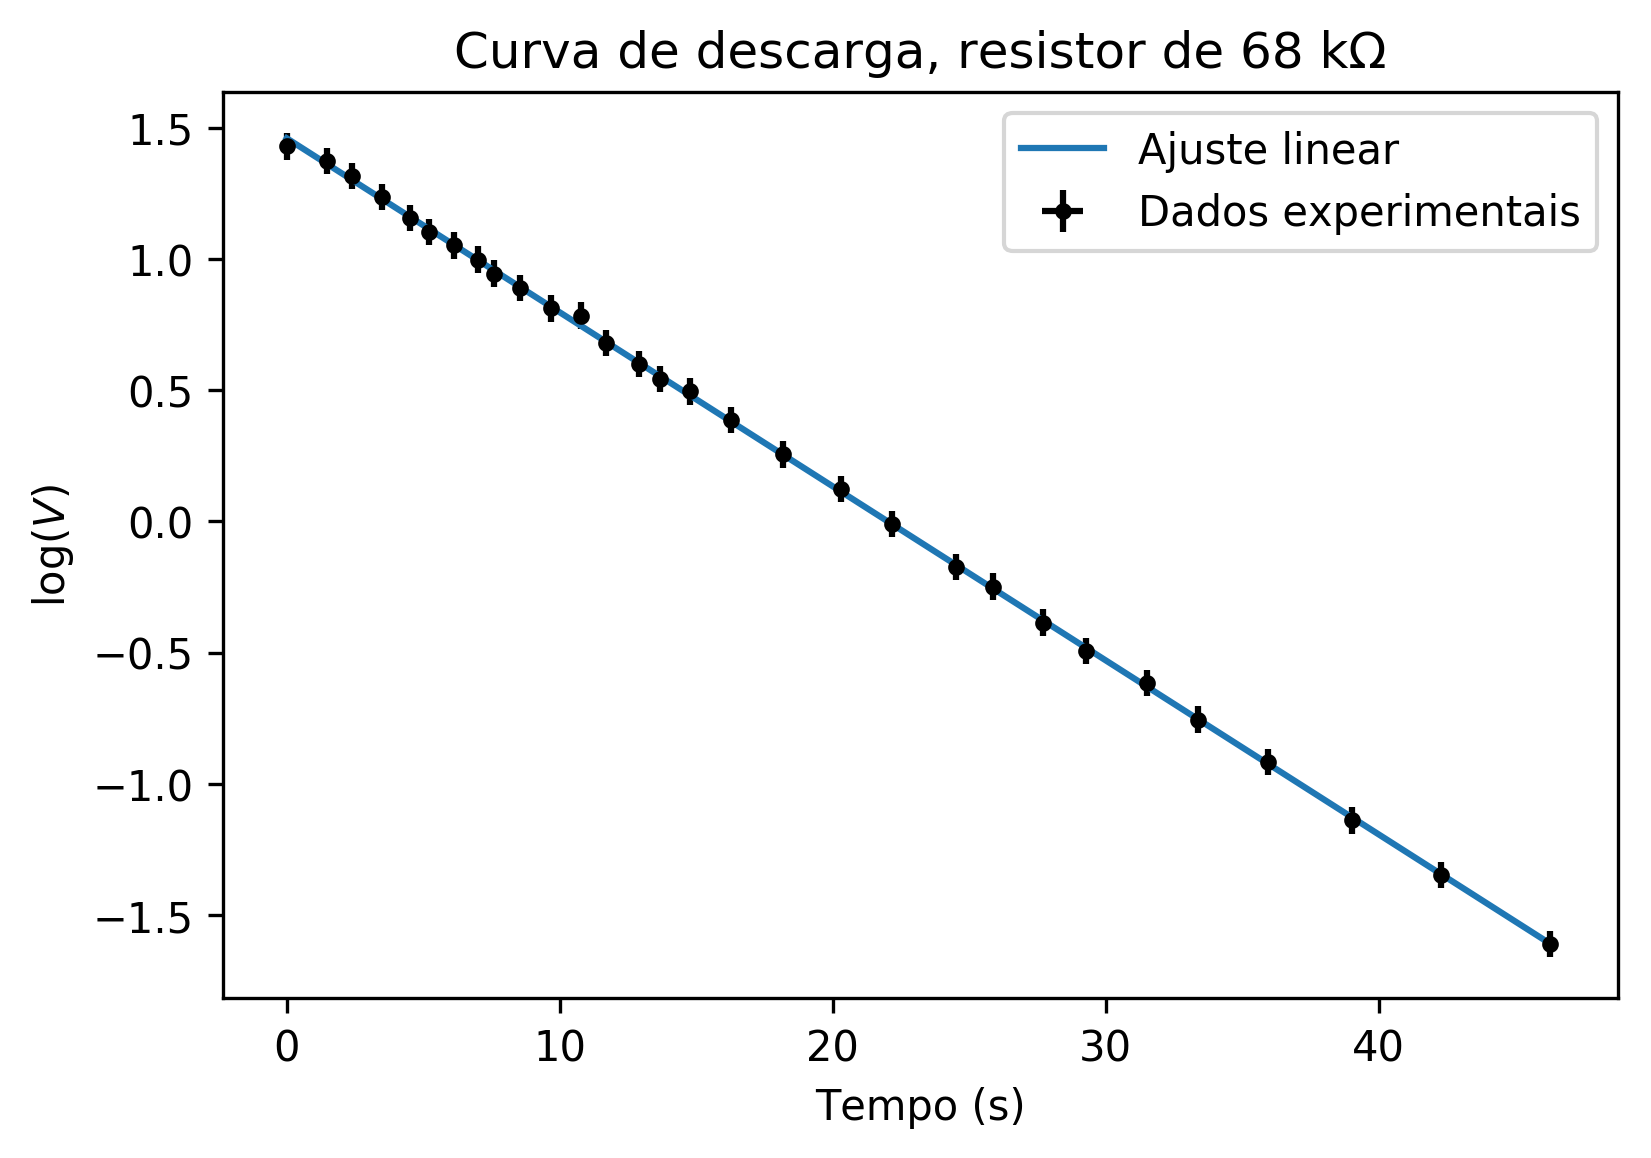 Curva de descarga, resistor de 68 kΩ
Ajuste linear
Dados experimentais
1.5
1.0
0.5
0.0
−0.5
−1.0
−1.5
log(V)
0 10 20 30 40
Tempo (s)